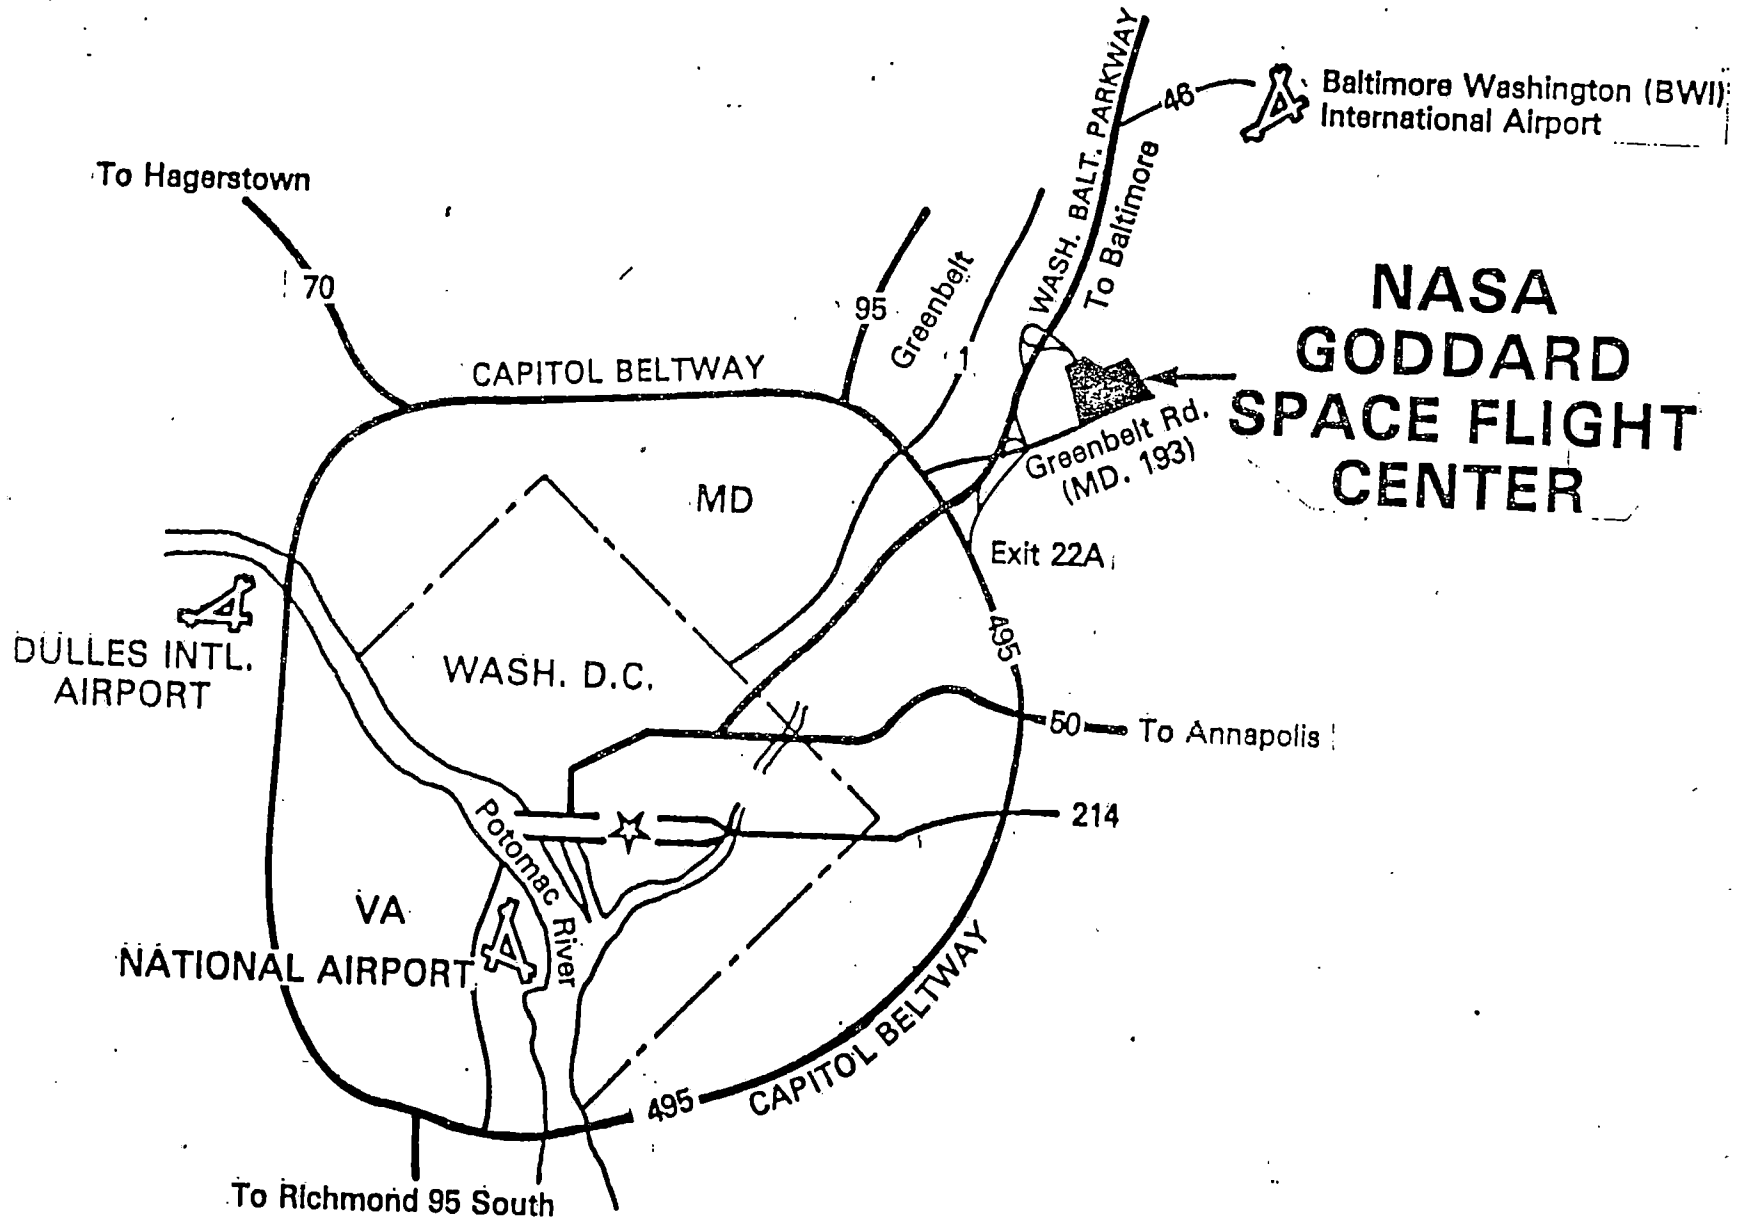 WASH. BALT. PARKWAY
46
Baltimore Washington (BWI)
International Airport
To Baltimore
To Hagerstown
70
95
Greenbelt
1
NASA
GODDARD
SPACE FLIGHT
CENTER
CAPITOL BELTWAY
Greenbelt Rd.
(MD. 193)
MD
Exit 22A
495
DULLES INTL.
AIRPORT
WASH. D.C.
50
To Annapolis
214
Potomac River
VA
NATIONAL AIRPORT
CAPITOL BELTWAY
495
To Richmond 95 South